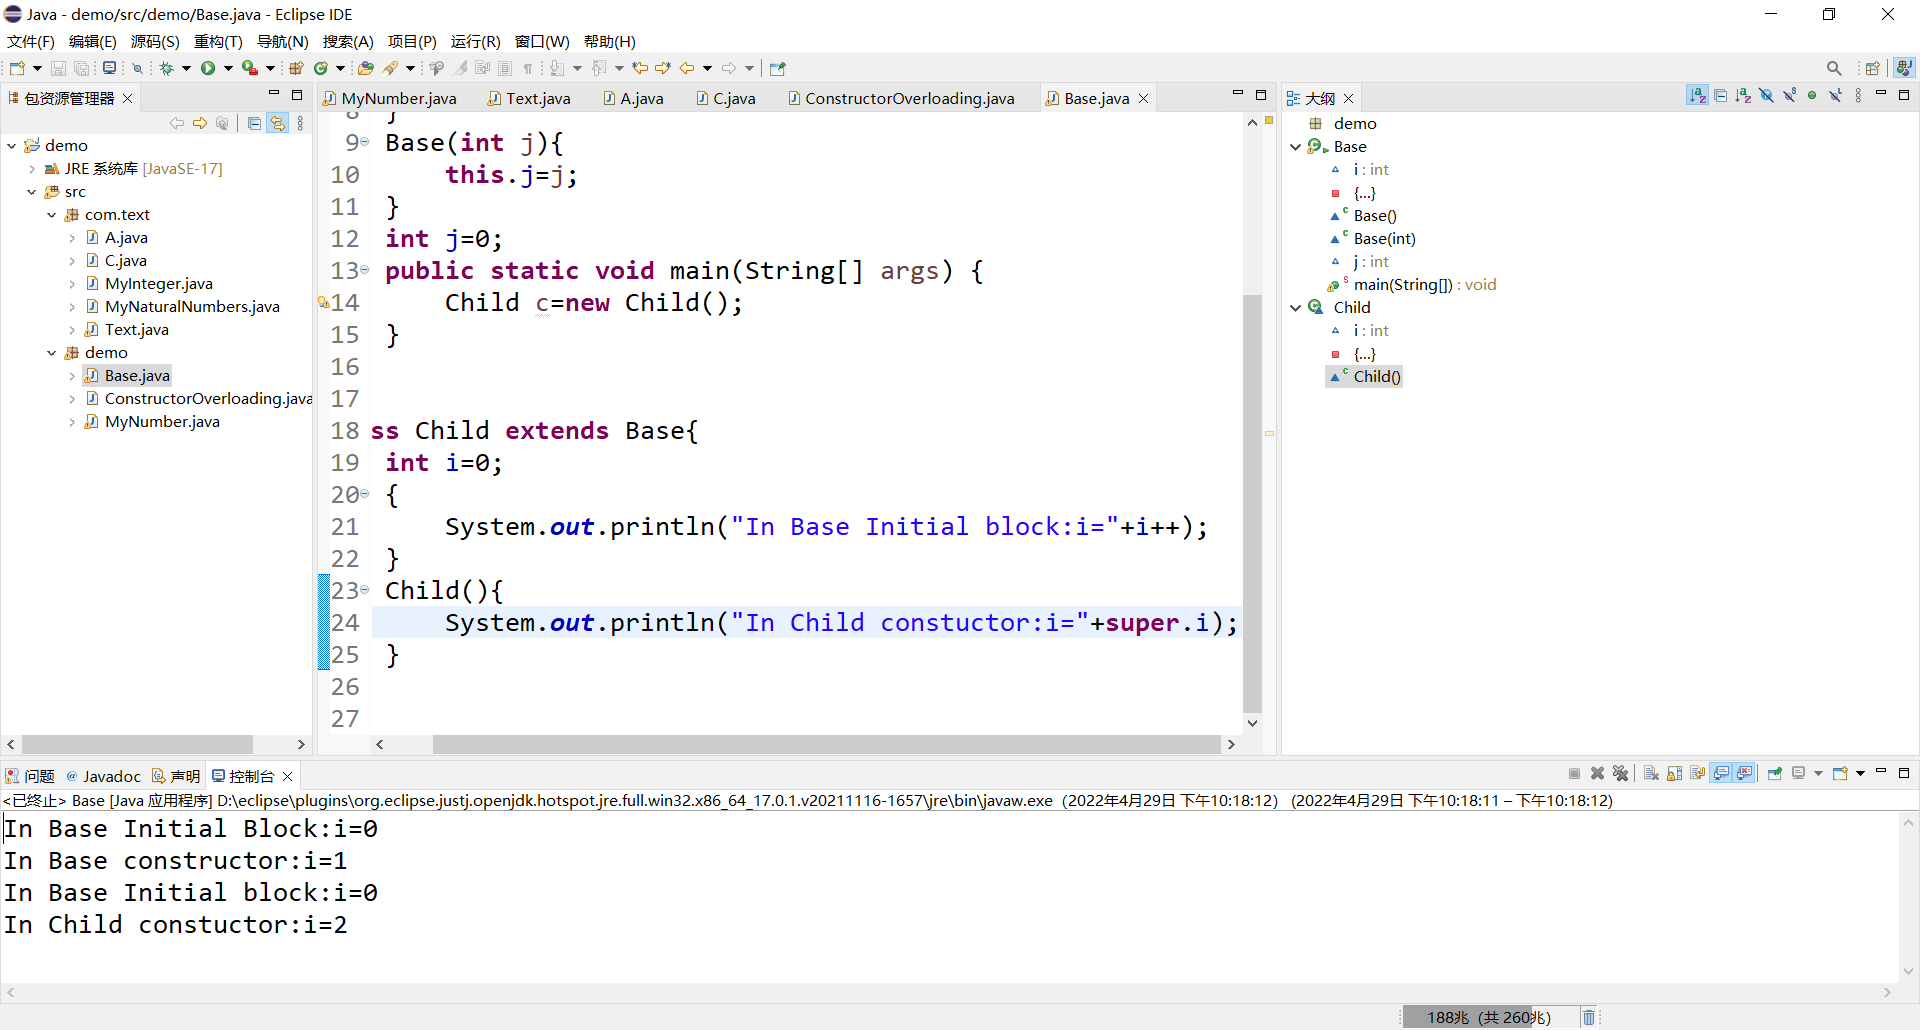 Java - demo/src/demo/Base.java - Eclipse IDE
文件(F) 编辑(E) 源码(S) 重构(T) 导航(N) 搜索(A) 项目(P) 运行(R) 窗口(W) 帮助(H)
包资源管理器
demo
JRE 系统库 [JavaSE-17]
src
com.text
A.java
C.java
MyInteger.java
MyNaturalNumbers.java
Text.java
demo
Base.java
ConstructorOverloading.java
MyNumber.java
MyNumber.java Text.java A.java C.java ConstructorOverloading.java Base.java
8 }
9 Base(int j){
10 this.j=j;
11 }
12 int j=0;
13 public static void main(String[] args) {
14 Child c=new Child();
15 }
16
17
18 ss Child extends Base{
19 int i=0;
20 {
21 System.out.println("In Base Initial block:i="+i++);
22 }
23 Child(){
24 System.out.println("In Child constuctor:i="+super.i);
25 }
26
27
大纲
demo
Base
i : int
{...}
Base()
Base(int)
j : int
main(String[]) : void
Child
i : int
{...}
Child()
问题 @ Javadoc 声明 控制台
<已终止> Base [Java 应用程序] D:\eclipse\plugins\org.eclipse.justj.openjdk.hotspot.jre.full.win32.x86_64_17.0.1.v20211116-1657\jre\bin\javaw.exe (2022年4月29日 下午10:18:12) (2022年4月29日 下午10:18:11 – 下午10:18:12)
In Base Initial Block:i=0
In Base constructor:i=1
In Base Initial block:i=0
In Child constuctor:i=2
188兆 (共 260兆)